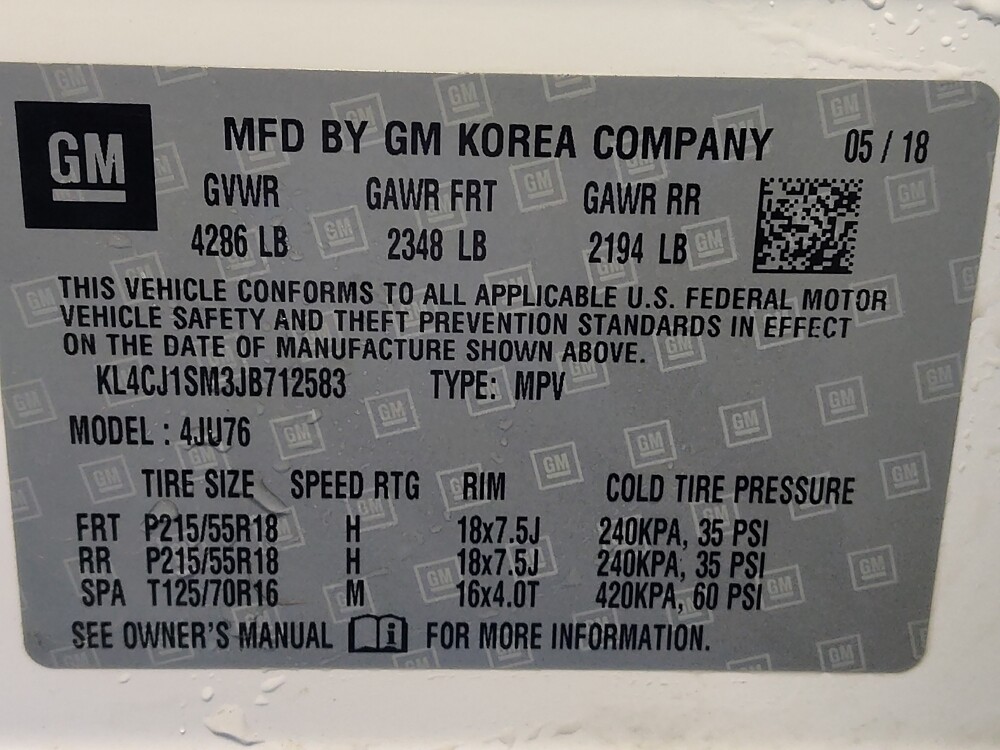 GM
MFD BY GM KOREA COMPANY 05 / 18
GVWR GAWR FRT GAWR RR
4286 LB 2348 LB 2194 LB
THIS VEHICLE CONFORMS TO ALL APPLICABLE U.S. FEDERAL MOTOR
VEHICLE SAFETY AND THEFT PREVENTION STANDARDS IN EFFECT
ON THE DATE OF MANUFACTURE SHOWN ABOVE.
KL4CJ1SM3JB712583 TYPE: MPV
MODEL : 4JU76
TIRE SIZE SPEED RTG RIM COLD TIRE PRESSURE
FRT P215/55R18 H 18x7.5J 240KPA, 35 PSI
RR P215/55R18 H 18x7.5J 240KPA, 35 PSI
SPA T125/70R16 M 16x4.0T 420KPA, 60 PSI
SEE OWNER'S MANUAL FOR MORE INFORMATION.